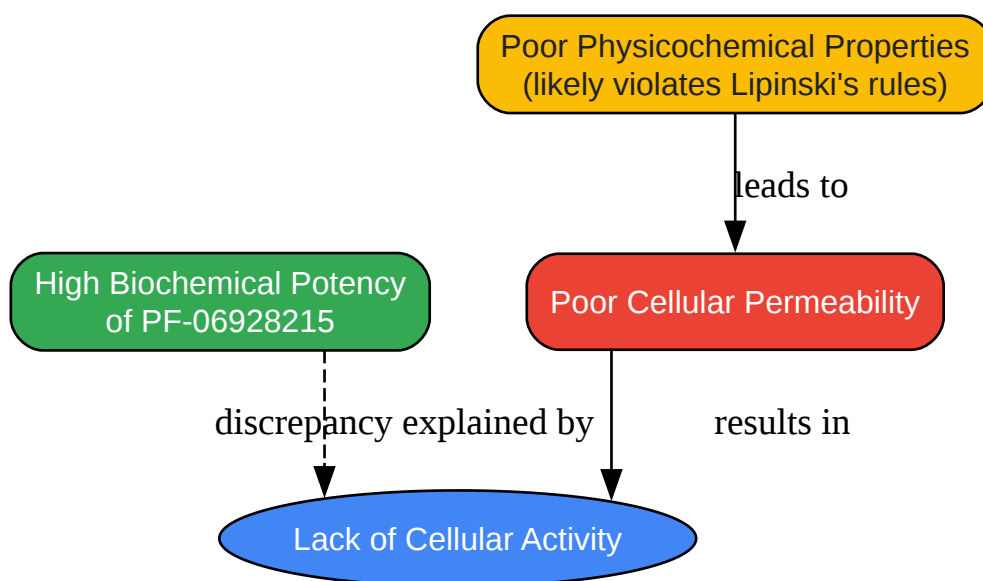 Poor Physicochemical Properties
(likely violates Lipinski's rules)
leads to
High Biochemical Potency
of PF-06928215
Poor Cellular Permeability
discrepancy explained by
results in
Lack of Cellular Activity